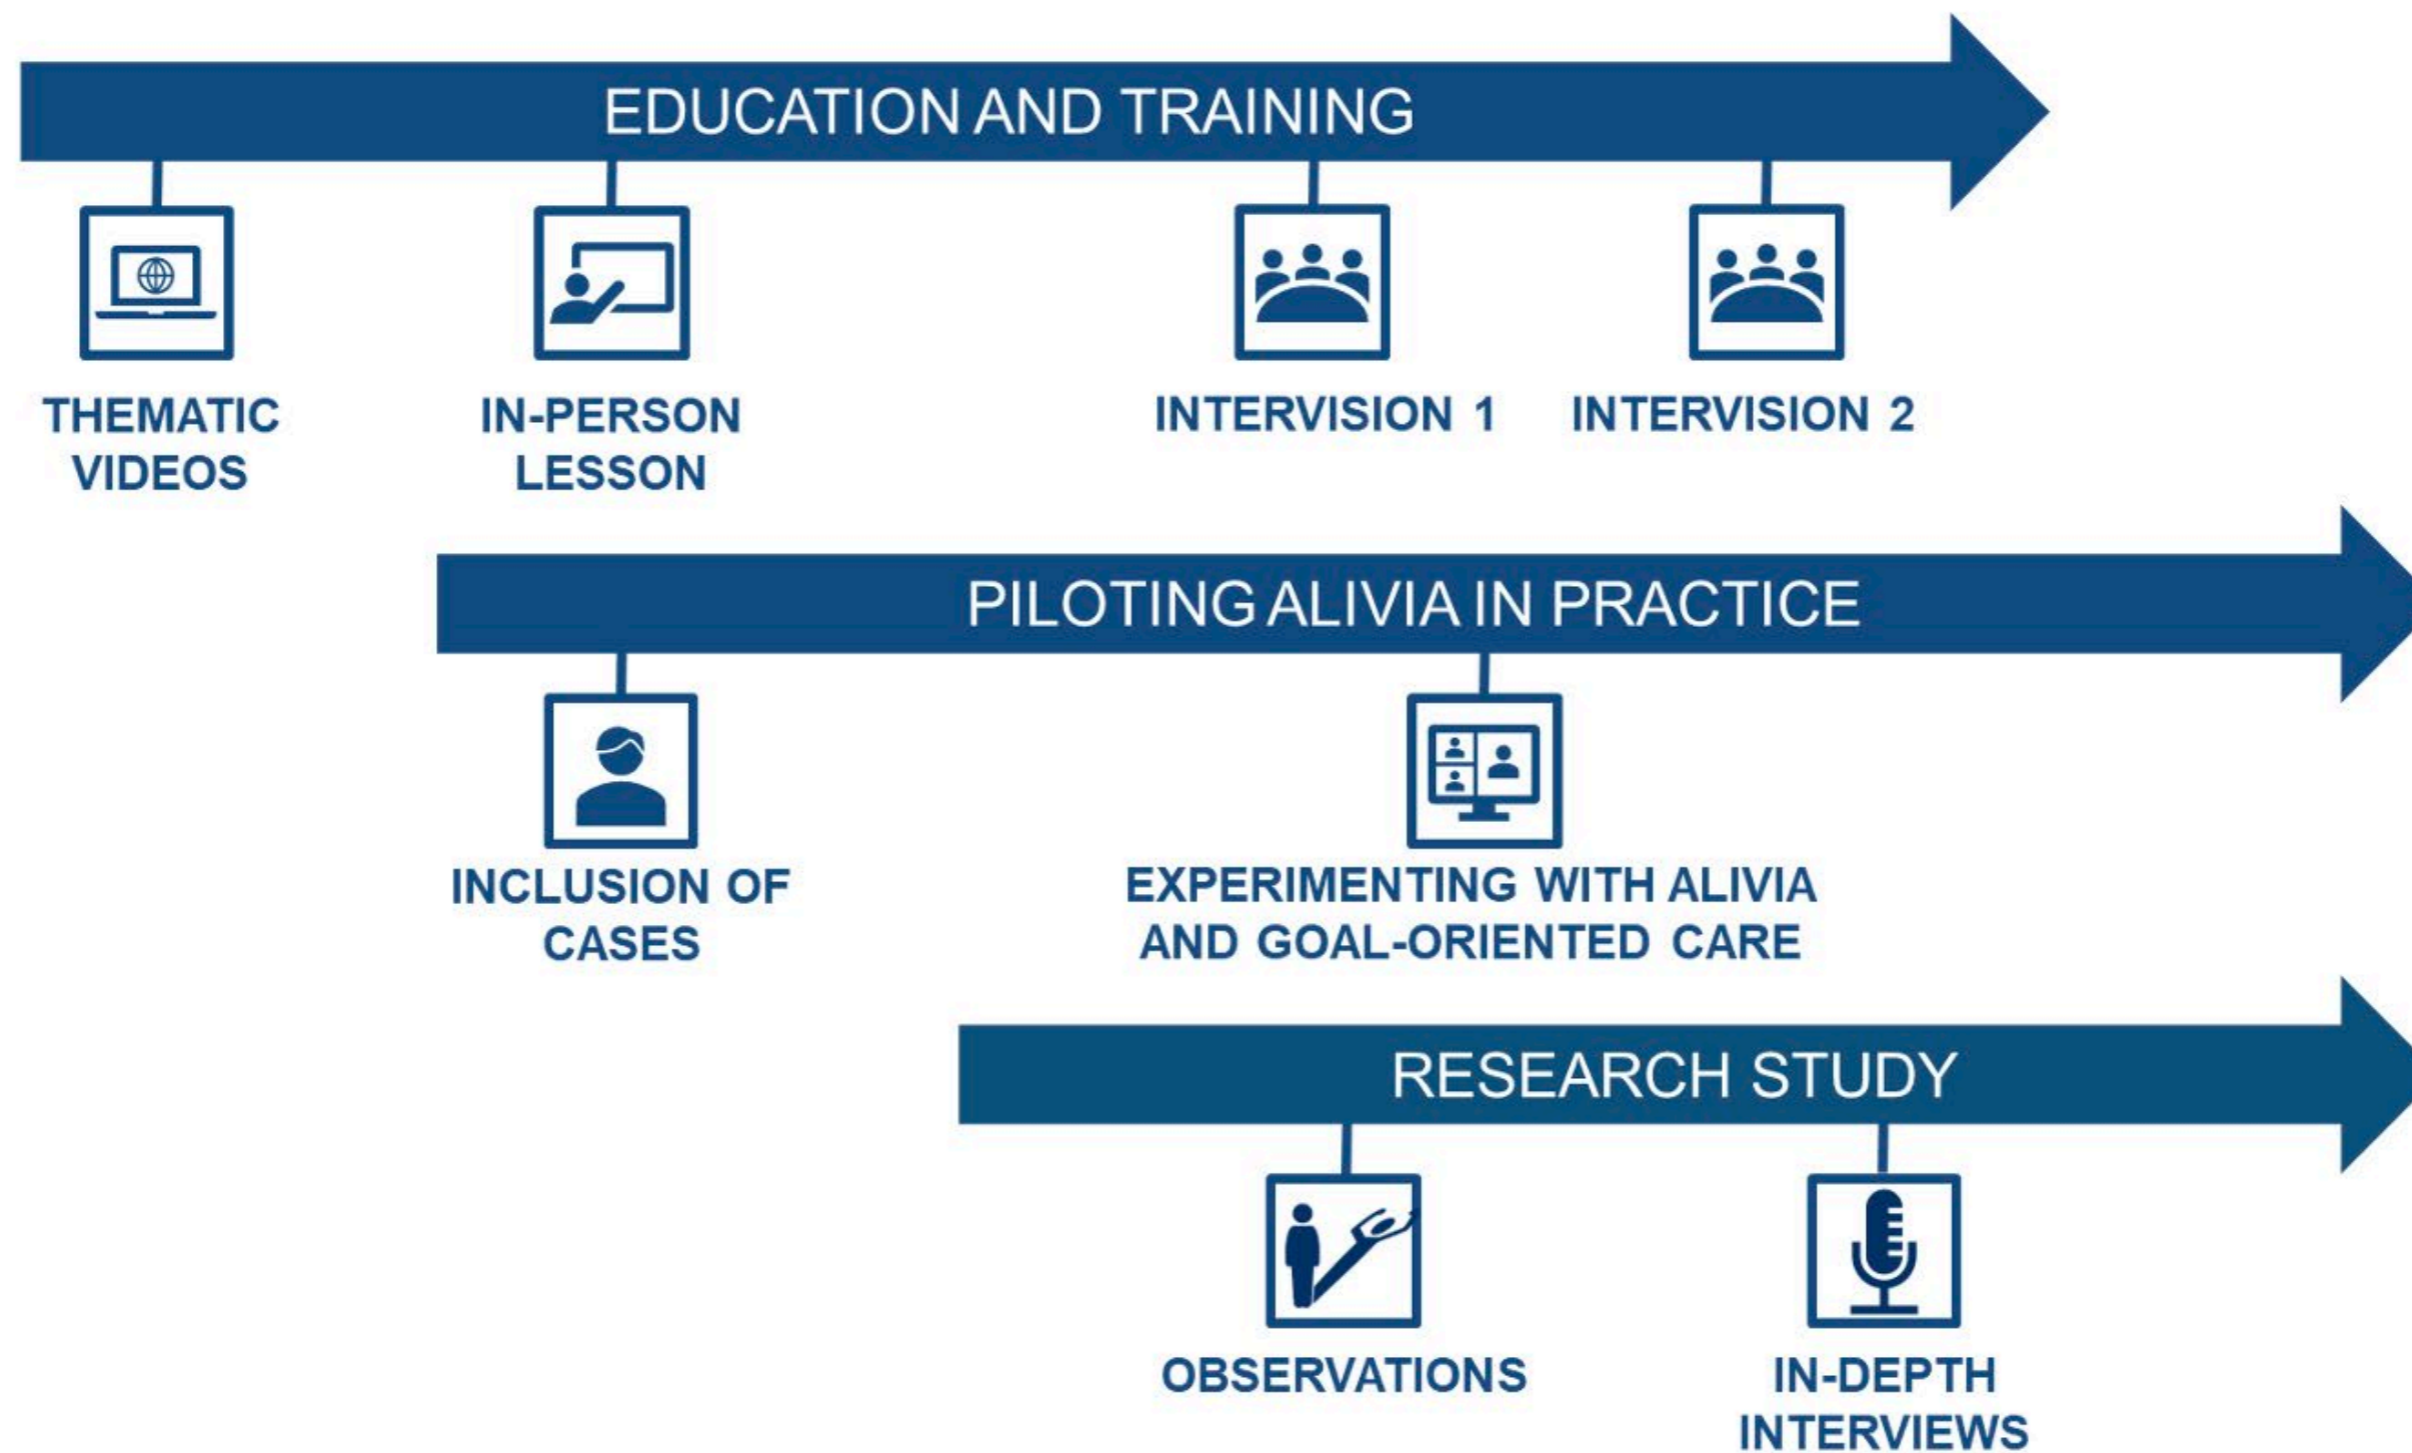 EDUCATION AND TRAINING
THEMATIC
VIDEOS
IN-PERSON
LESSON
INTERVISION 1
INTERVISION 2
PILOTING ALIVIA IN PRACTICE
INCLUSION OF
CASES
EXPERIMENTING WITH ALIVIA
AND GOAL-ORIENTED CARE
RESEARCH STUDY
OBSERVATIONS
IN-DEPTH
INTERVIEWS